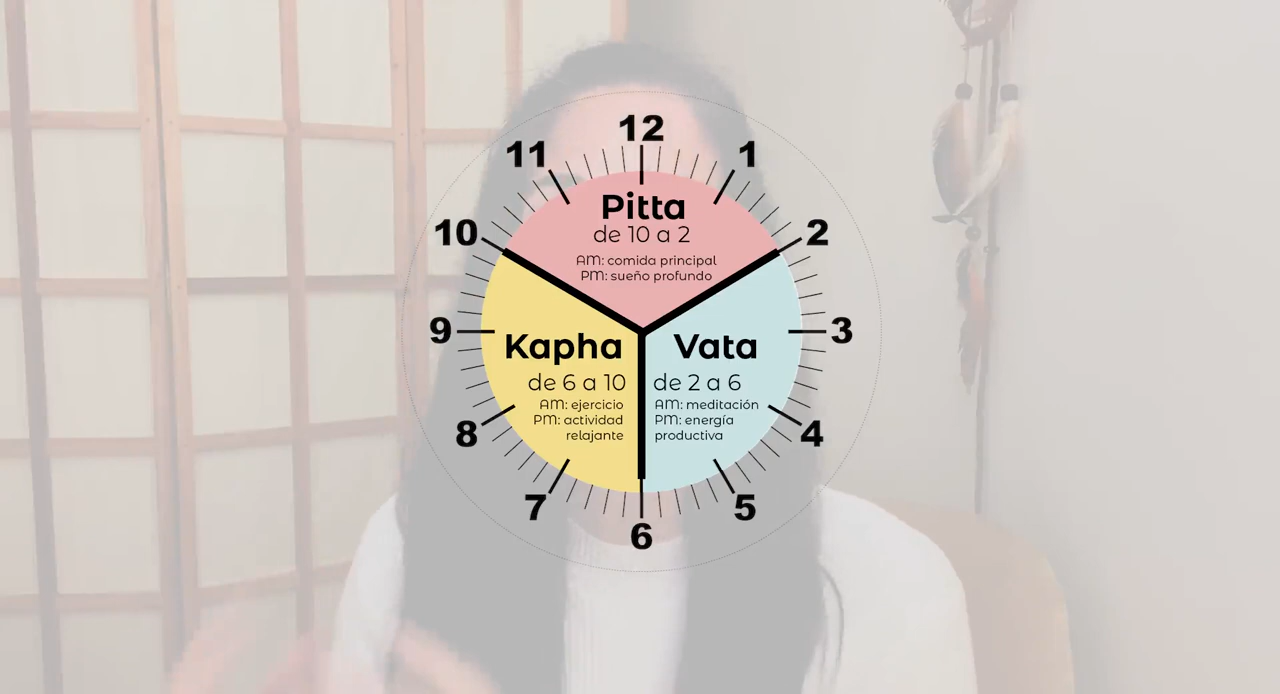 12
11
1
10
2
9
3
8
4
7
5
6
Pitta
de 10 a 2
AM: comida principal
PM: sueño profundo
Kapha
de 6 a 10
AM: ejercicio
PM: actividad
relajante
Vata
de 2 a 6
AM: meditación
PM: energía
productiva